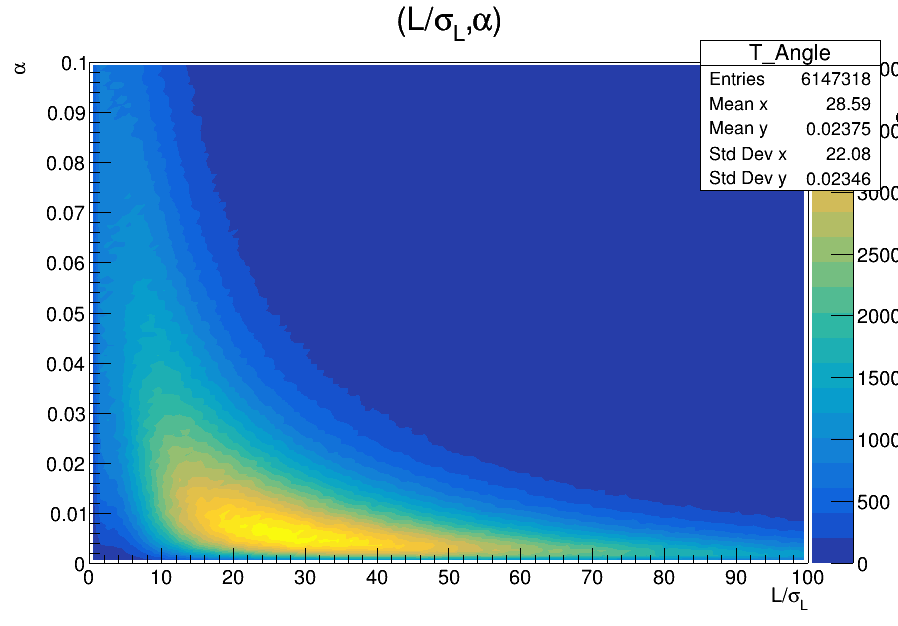 (L/σL,α)
T_Angle
Entries 6147318
Mean x 28.59
Mean y 0.02375
Std Dev x 22.08
Std Dev y 0.02346
α
0.1
0.09
0.08
0.07
0.06
0.05
0.04
0.03
0.02
0.01
0
0 10 20 30 40 50 60 70 80 90 100
L/σL
3000
2500
2000
1500
1000
500
0